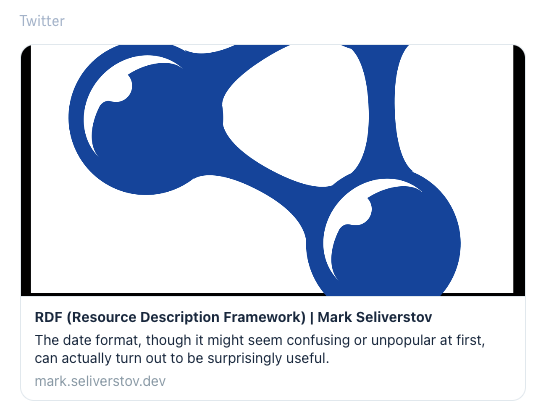 Twitter
RDF (Resource Description Framework) | Mark Seliverstov
The date format, though it might seem confusing or unpopular at first,
can actually turn out to be surprisingly useful.
mark.seliverstov.dev